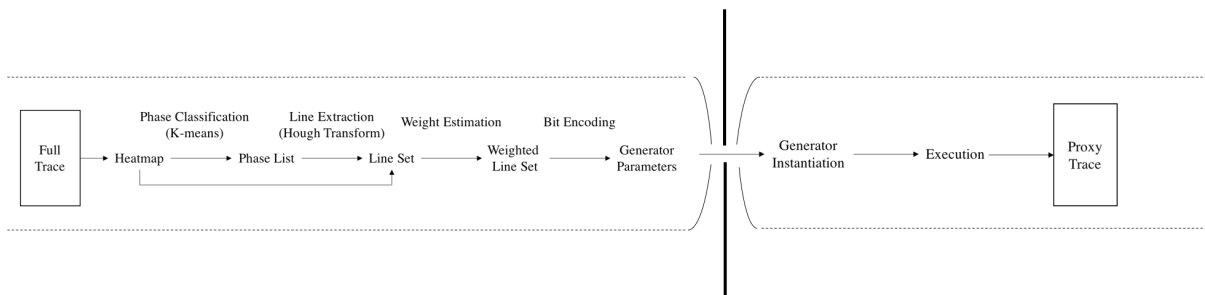 Full
Trace
Heatmap
Phase Classification
(K-means)
Phase List
Line Extraction
(Hough Transform)
Line Set
Weight Estimation
Weighted
Line Set
Bit Encoding
Generator
Parameters
Generator
Instantiation
Execution
Proxy
Trace